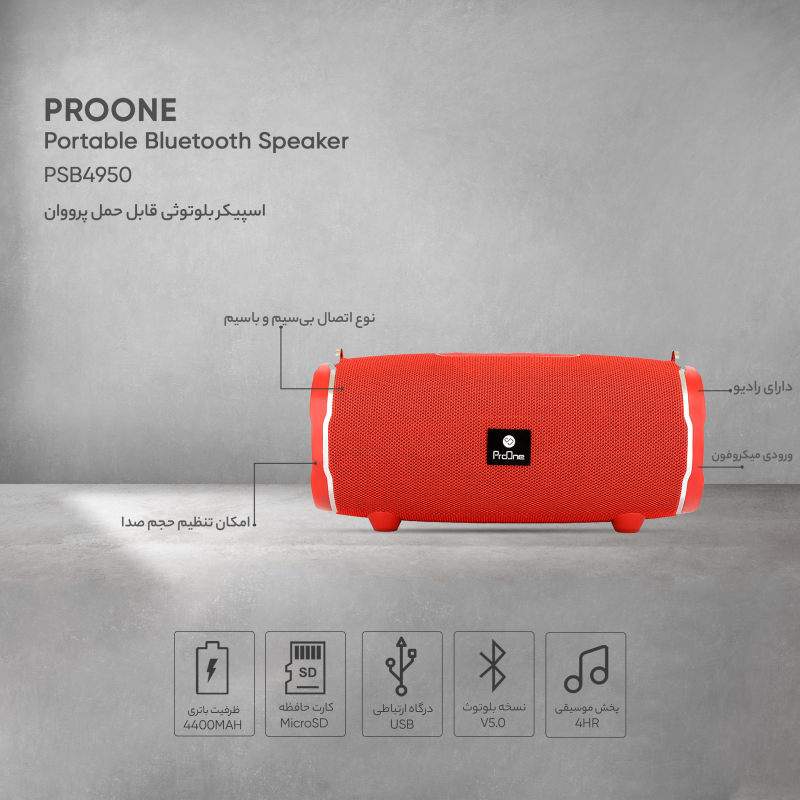 PROONE
Portable Bluetooth Speaker
PSB4950
اسپیکر بلوتوثی قابل حمل پرووان
نوع اتصال بی‌سیم و باسیم
دارای رادیو
ProOne
ورودی میکروفون
امکان تنظیم حجم صدا
SD
ظرفیت باتری
4400MAH
کارت حافظه
MicroSD
درگاه ارتباطی
USB
نسخه بلوتوث
V5.0
پخش موسیقی
4HR